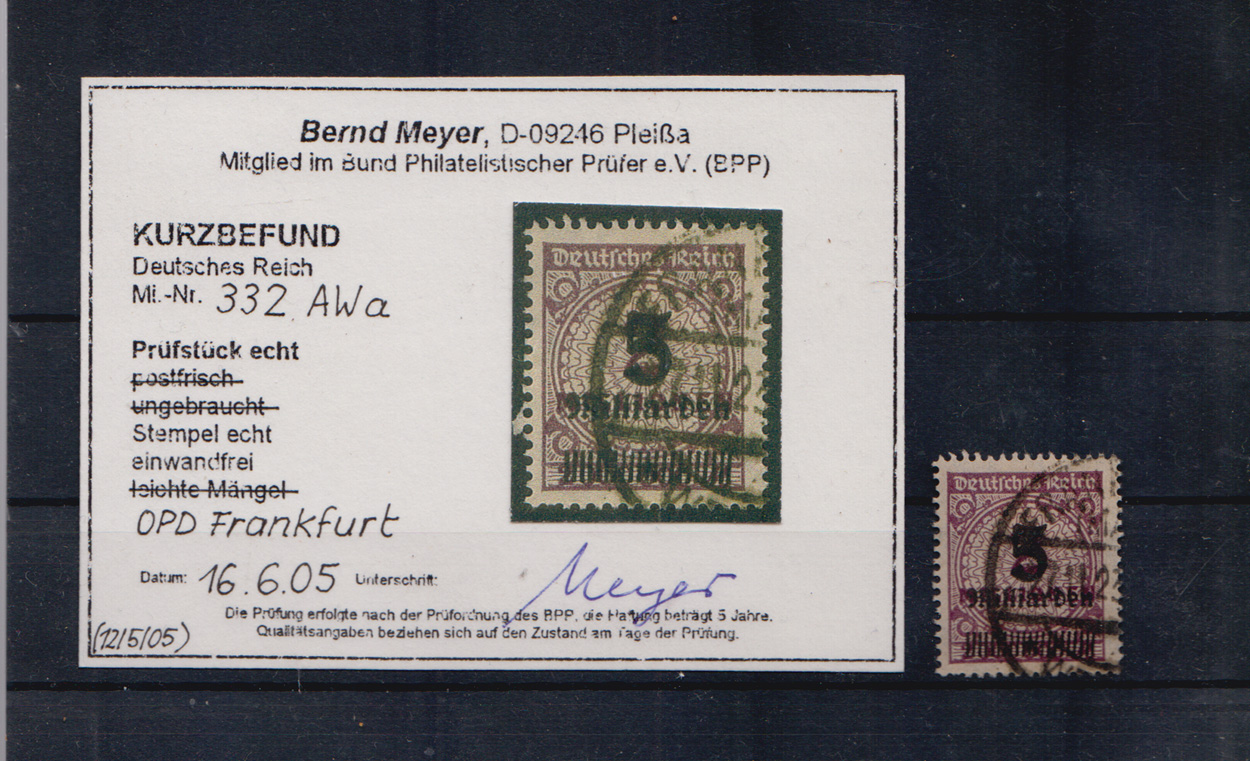 Bernd Meyer, D-09246 Pleißa
Mitglied im Bund Philatelistischer Prüfer e.V. (BPP)
KURZBEFUND
Deutsches Reich
Mi.-Nr. 332 AWa
Prüfstück echt
postfrisch
ungebraucht
Stempel echt
einwandfrei
leichte Mängel
OPD Frankfurt
Datum: 16.6.05 Unterschrift: Meyer
Die Prüfung erfolgte nach der Prüfordnung des BPP, die Haftung beträgt 5 Jahre.
Qualitätsangaben beziehen sich auf den Zustand am Tage der Prüfung.
(12/5/05)
Deutsches Reich
5
Milliarden
Deutsches Reich
5
Milliarden